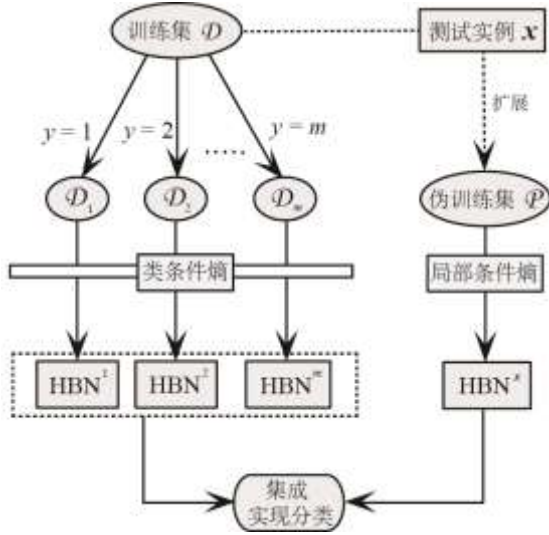 训练集 𝒟
测试实例 x
扩展
y = 1
y = 2
.....
y = m
𝒟₁
𝒟₂
𝒟ₘ
伪训练集 𝒫
类条件熵
局部条件熵
HBN¹
HBN²
HBNᵐ
HBNˣ
集成
实现分类